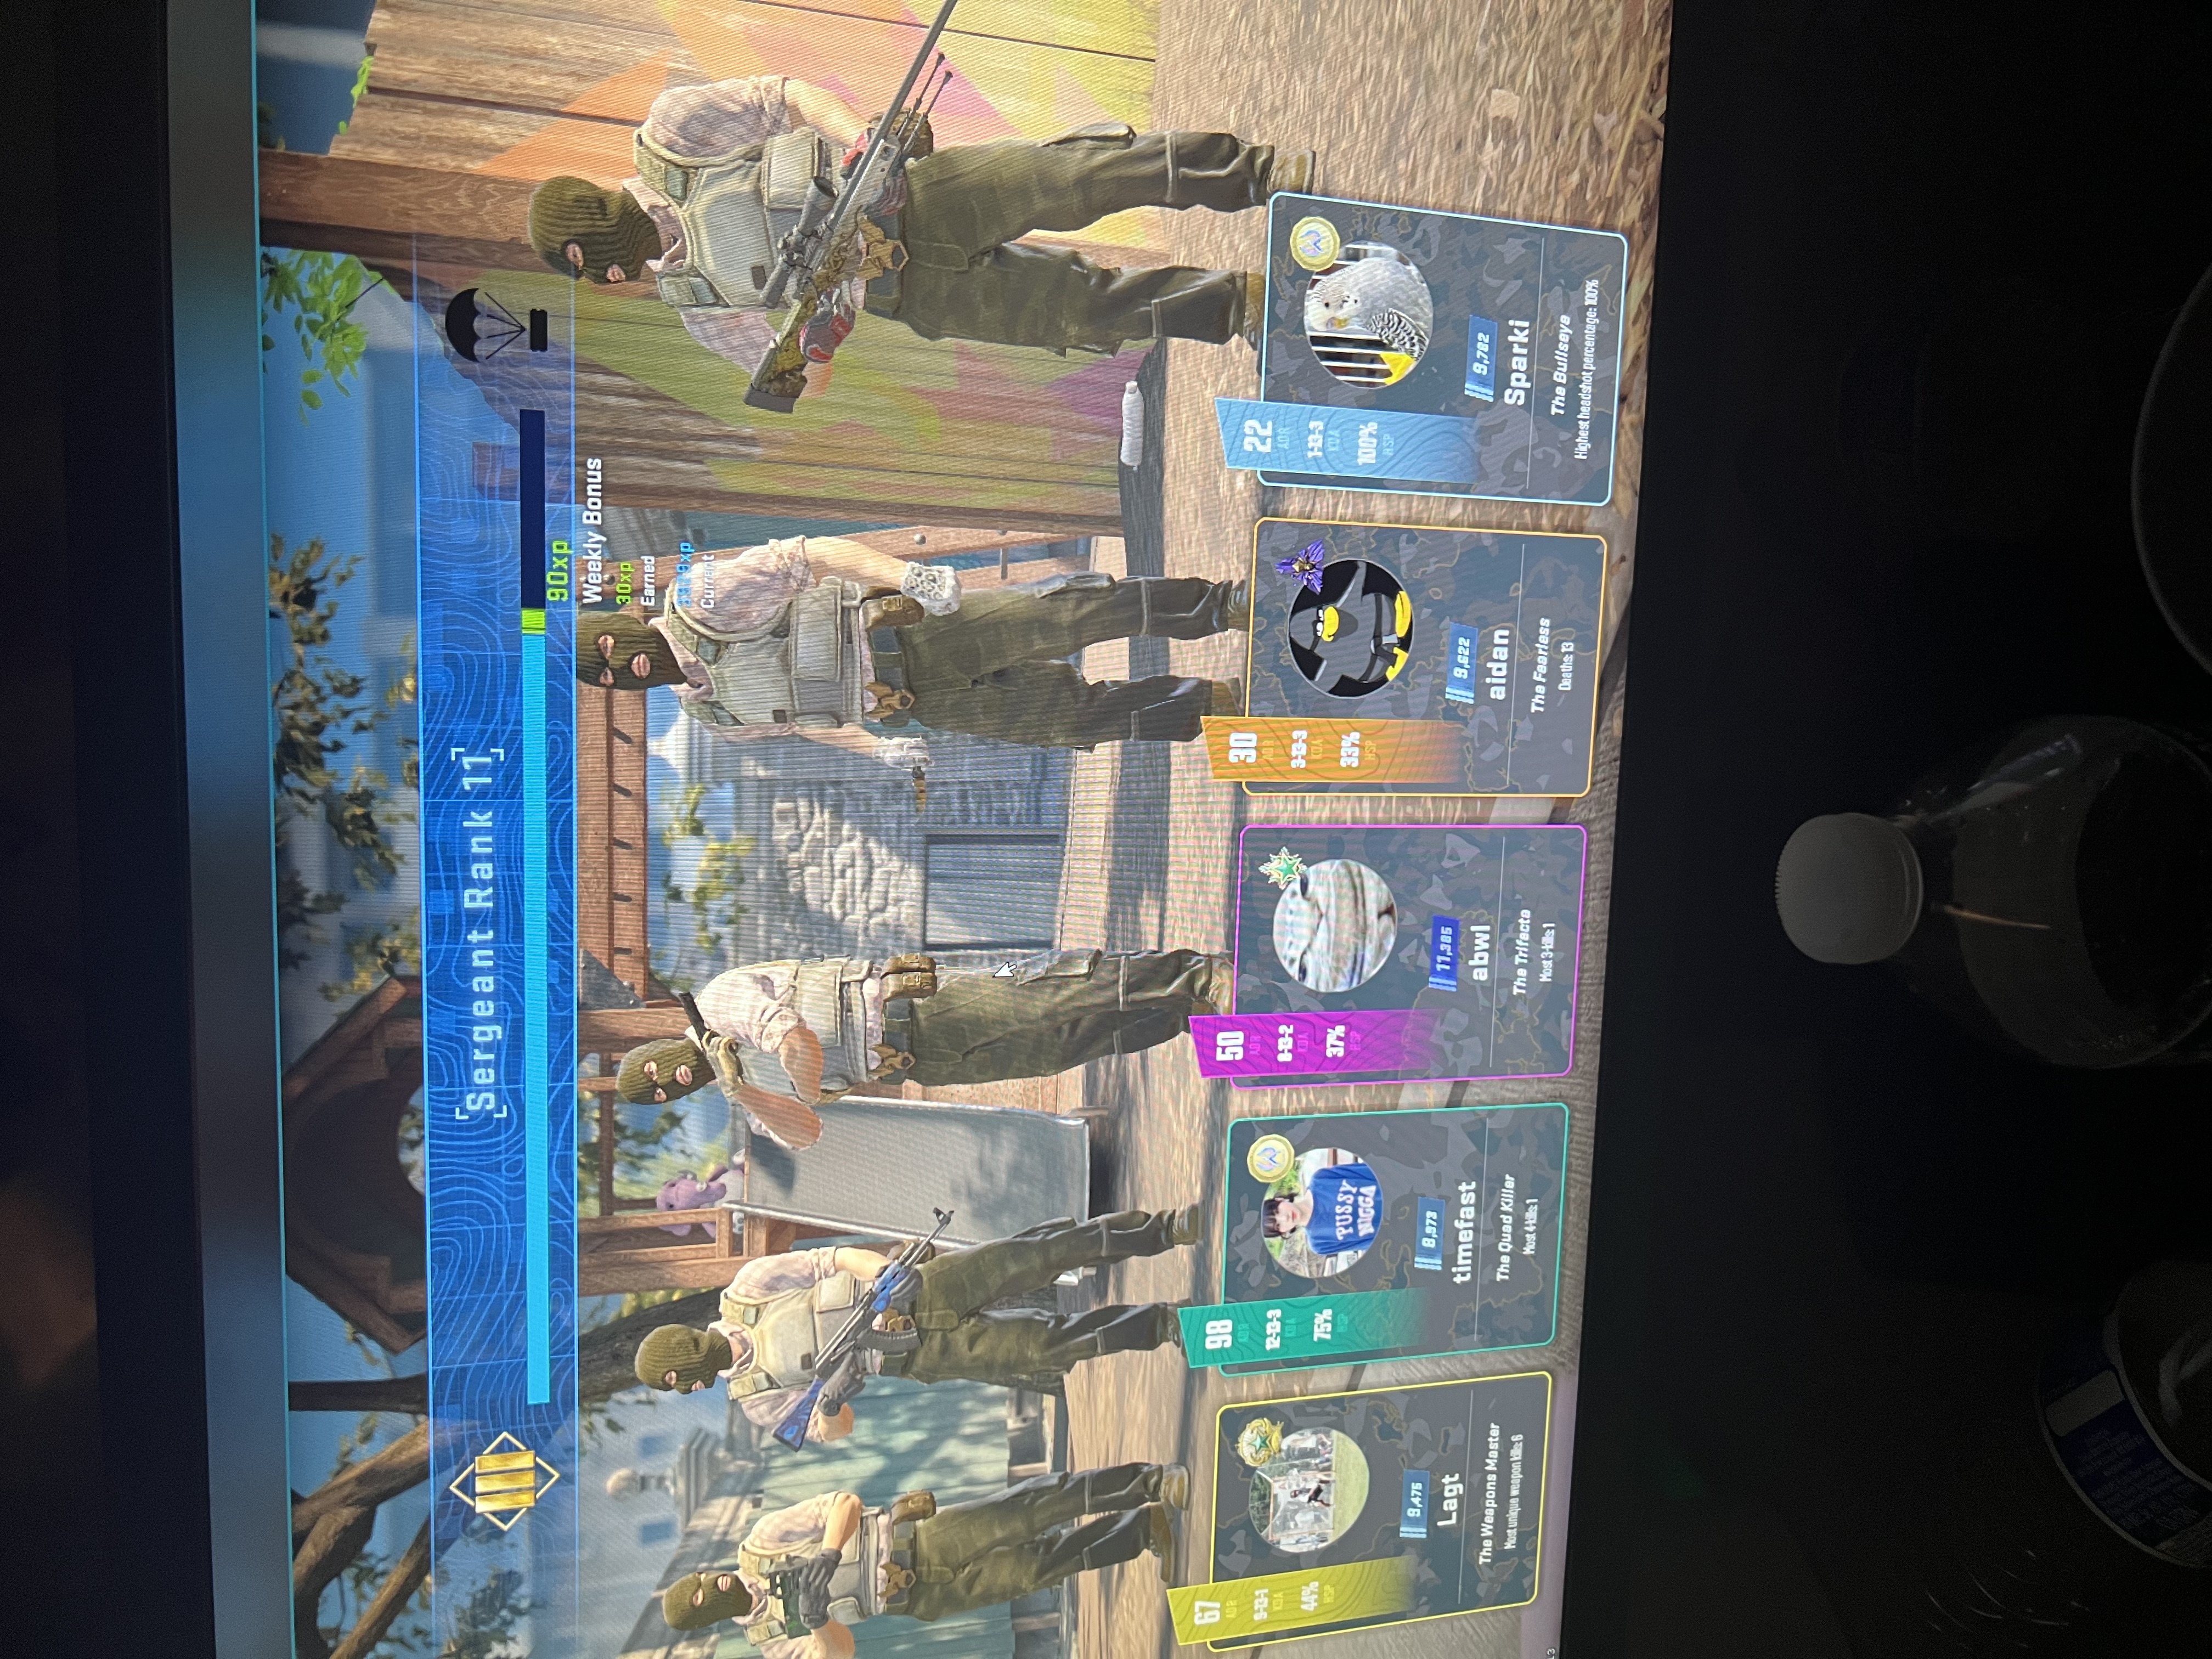 Sergeant Rank 11
90xp
Weekly Bonus
30xp
Earned
Current
67
ADR
9-13-1
KDA
44%
HSP
9,475
Lagt
The Weapons Master
Most unique weapon kills: 6
98
ADR
12-13-3
KDA
75%
HSP
PUSSY
NIGGA
8,973
timefast
The Quad Killer
Most 4-kills: 1
50
ADR
8-13-2
KDA
37%
HSP
11,385
abwl
The Trifecta
Most 3-kills: 1
30
ADR
3-13-3
KDA
33%
HSP
9,622
aidan
The Fearless
Deaths: 13
22
ADR
1-13-3
KDA
100%
HSP
9,782
Sparki
The Bullseye
Highest headshot percentage: 100%